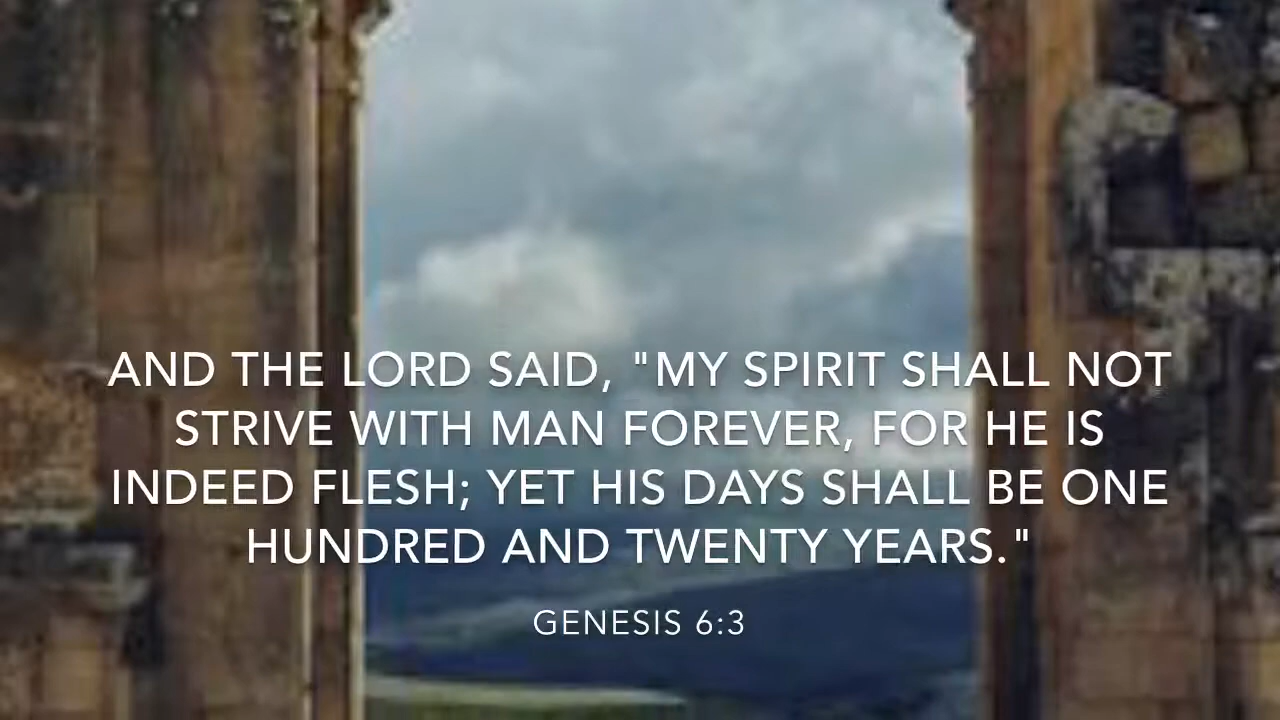 AND THE LORD SAID, "MY SPIRIT SHALL NOT
STRIVE WITH MAN FOREVER, FOR HE IS
INDEED FLESH; YET HIS DAYS SHALL BE ONE
HUNDRED AND TWENTY YEARS."
GENESIS 6:3